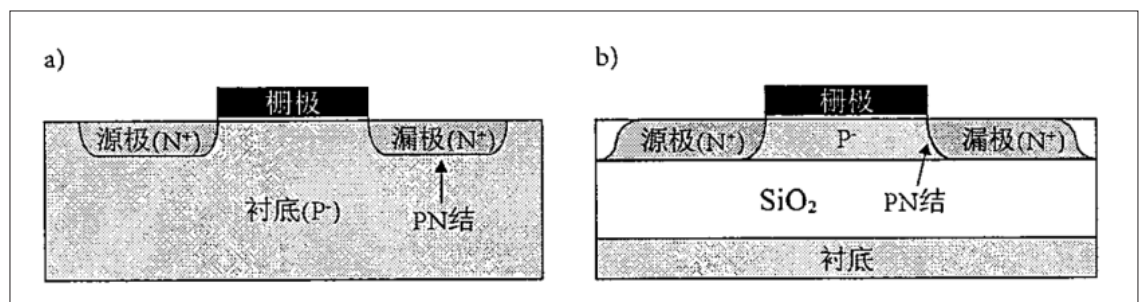 a)
栅极
源极(N⁺)
漏极(N⁺)
衬底(P⁻)
PN结
b)
栅极
源极(N⁺)
P⁻
漏极(N⁺)
SiO₂
PN结
衬底